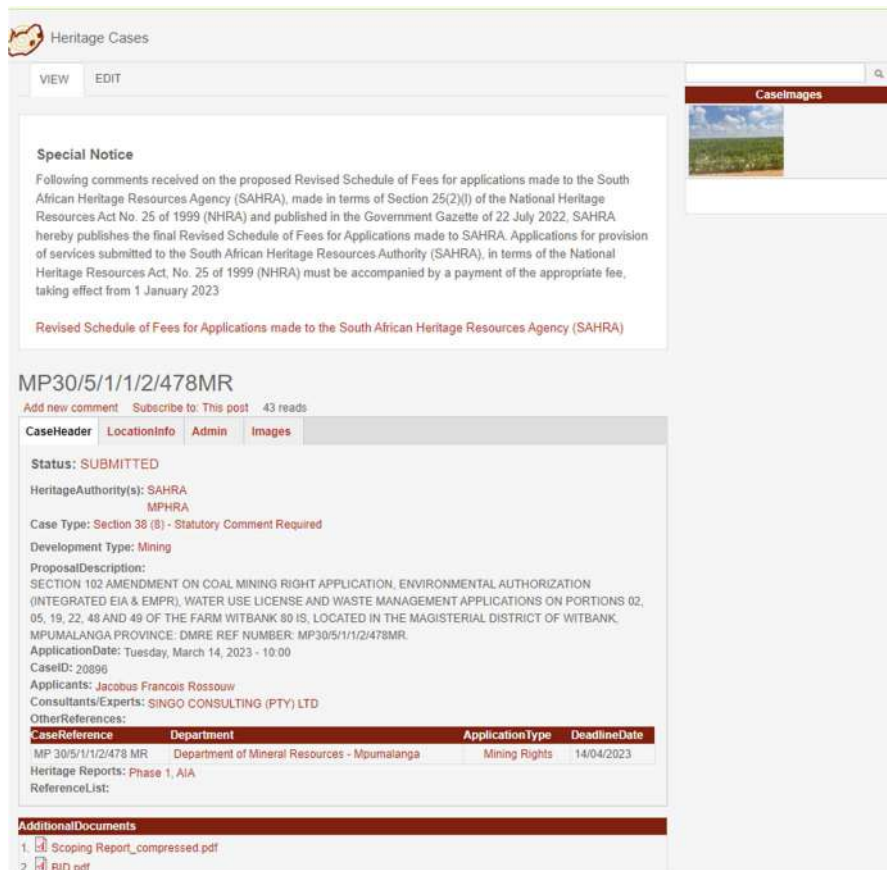 Heritage Cases
VIEW EDIT
CaseImages
Special Notice
Following comments received on the proposed Revised Schedule of Fees for applications made to the South
African Heritage Resources Agency (SAHRA), made in terms of Section 25(2)(l) of the National Heritage
Resources Act No. 25 of 1999 (NHRA) and published in the Government Gazette of 22 July 2022, SAHRA
hereby publishes the final Revised Schedule of Fees for Applications made to SAHRA. Applications for provision
of services submitted to the South African Heritage Resources Authority (SAHRA), in terms of the National
Heritage Resources Act, No. 25 of 1999 (NHRA) must be accompanied by a payment of the appropriate fee,
taking effect from 1 January 2023
Revised Schedule of Fees for Applications made to the South African Heritage Resources Agency (SAHRA)
MP30/5/1/1/2/478MR
Add new comment Subscribe to: This post 43 reads
CaseHeader LocationInfo Admin Images
Status: SUBMITTED
HeritageAuthority(s): SAHRA
MPHRA
Case Type: Section 38 (8) - Statutory Comment Required
Development Type: Mining
ProposalDescription:
SECTION 102 AMENDMENT ON COAL MINING RIGHT APPLICATION, ENVIRONMENTAL AUTHORIZATION
(INTEGRATED EIA & EMPR), WATER USE LICENSE AND WASTE MANAGEMENT APPLICATIONS ON PORTIONS 02,
05, 19, 22, 48 AND 49 OF THE FARM WITBANK 80 IS, LOCATED IN THE MAGISTERIAL DISTRICT OF WITBANK,
MPUMALANGA PROVINCE: DMRE REF NUMBER: MP30/5/1/1/2/478MR.
ApplicationDate: Tuesday, March 14, 2023 - 10:00
CaseID: 20896
Applicants: Jacobus Francois Rossouw
Consultants/Experts: SINGO CONSULTING (PTY) LTD
OtherReferences:
CaseReference Department ApplicationType DeadlineDate
MP 30/5/1/1/2/478 MR Department of Mineral Resources - Mpumalanga Mining Rights 14/04/2023
Heritage Reports: Phase 1, AIA
ReferenceList:
AdditionalDocuments
1. Scoping Report_compressed.pdf
2. BID.pdf